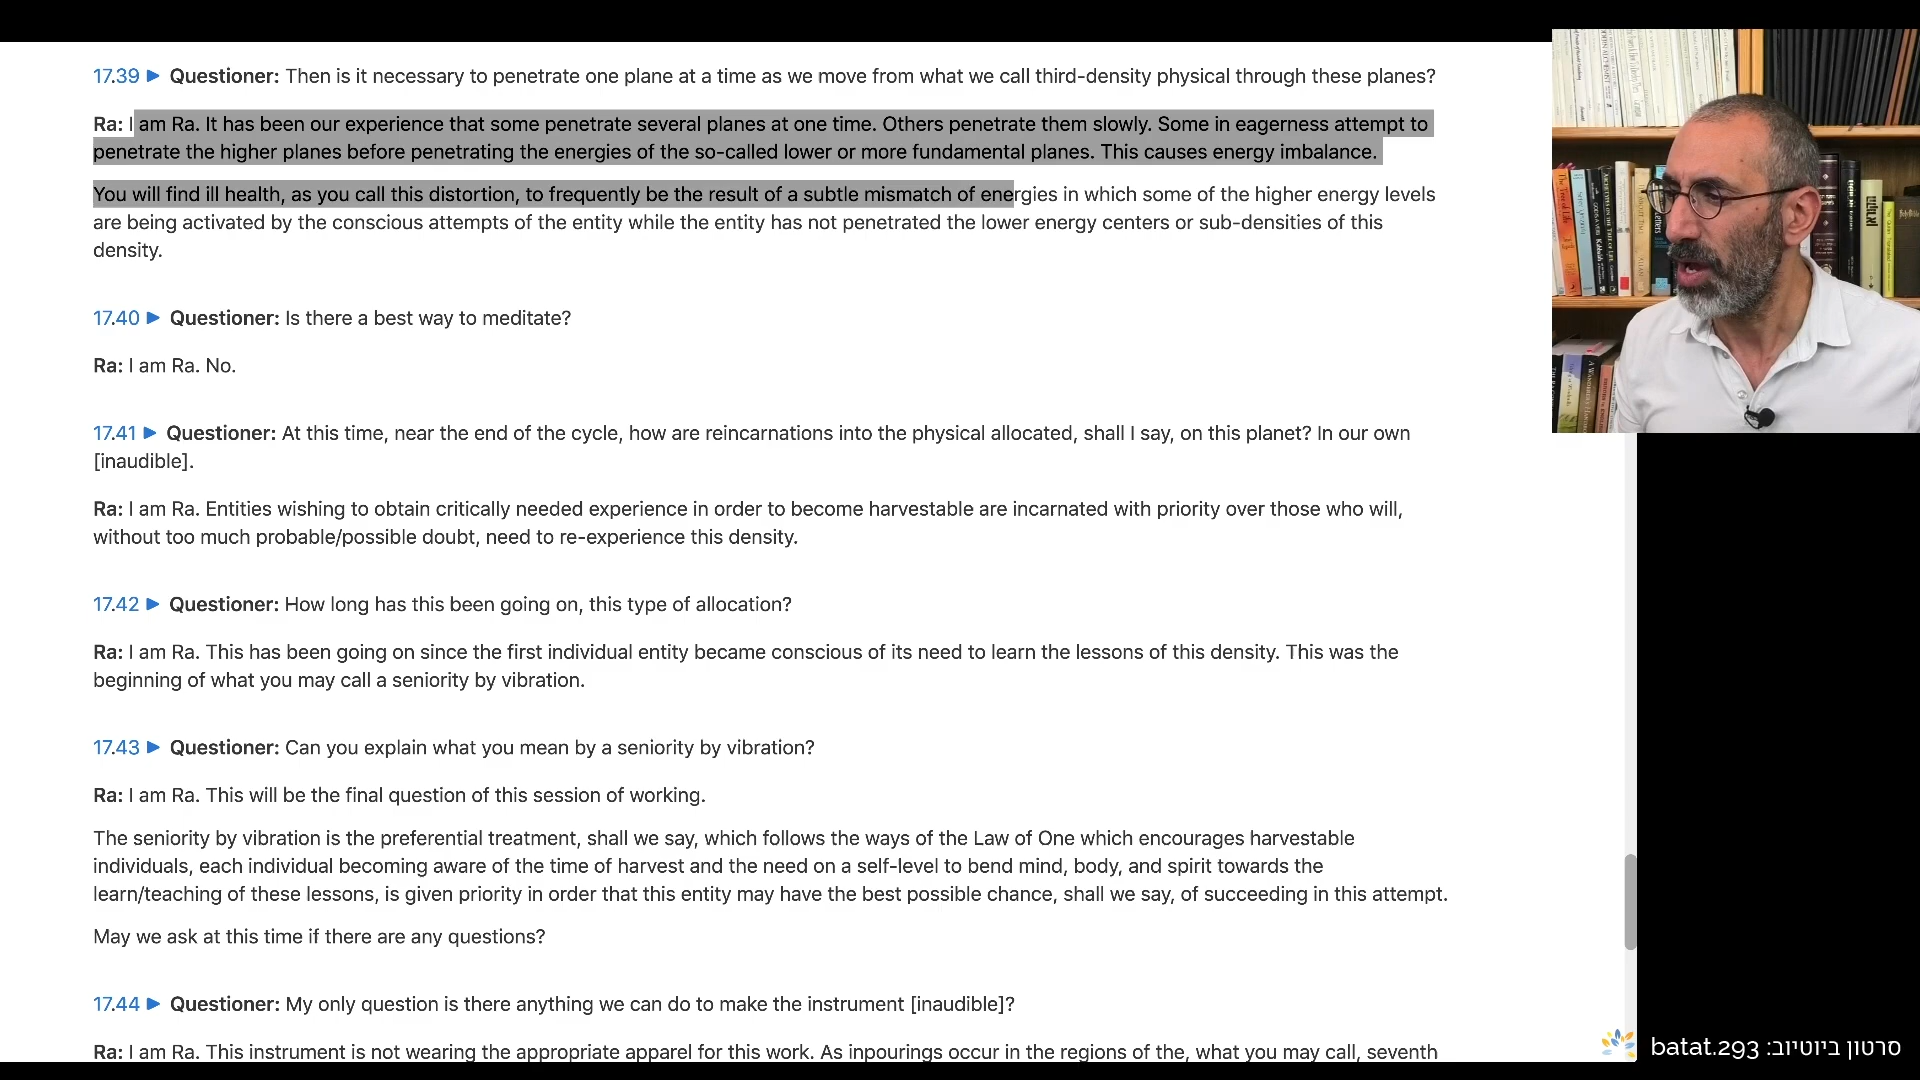 17.39 ▶ Questioner: Then is it necessary to penetrate one plane at a time as we move from what we call third-density physical through these planes?
Ra: I am Ra. It has been our experience that some penetrate several planes at one time. Others penetrate them slowly. Some in eagerness attempt to
penetrate the higher planes before penetrating the energies of the so-called lower or more fundamental planes. This causes energy imbalance.
You will find ill health, as you call this distortion, to frequently be the result of a subtle mismatch of energies in which some of the higher energy levels
are being activated by the conscious attempts of the entity while the entity has not penetrated the lower energy centers or sub-densities of this
density.
17.40 ▶ Questioner: Is there a best way to meditate?
Ra: I am Ra. No.
17.41 ▶ Questioner: At this time, near the end of the cycle, how are reincarnations into the physical allocated, shall I say, on this planet? In our own
[inaudible].
Ra: I am Ra. Entities wishing to obtain critically needed experience in order to become harvestable are incarnated with priority over those who will,
without too much probable/possible doubt, need to re-experience this density.
17.42 ▶ Questioner: How long has this been going on, this type of allocation?
Ra: I am Ra. This has been going on since the first individual entity became conscious of its need to learn the lessons of this density. This was the
beginning of what you may call a seniority by vibration.
17.43 ▶ Questioner: Can you explain what you mean by a seniority by vibration?
Ra: I am Ra. This will be the final question of this session of working.
The seniority by vibration is the preferential treatment, shall we say, which follows the ways of the Law of One which encourages harvestable
individuals, each individual becoming aware of the time of harvest and the need on a self-level to bend mind, body, and spirit towards the
learn/teaching of these lessons, is given priority in order that this entity may have the best possible chance, shall we say, of succeeding in this attempt.
May we ask at this time if there are any questions?
17.44 ▶ Questioner: My only question is there anything we can do to make the instrument [inaudible]?
Ra: I am Ra. This instrument is not wearing the appropriate apparel for this work. As inpourings occur in the regions of the, what you may call, seventh
סרטון ביוטיוב: batat.293